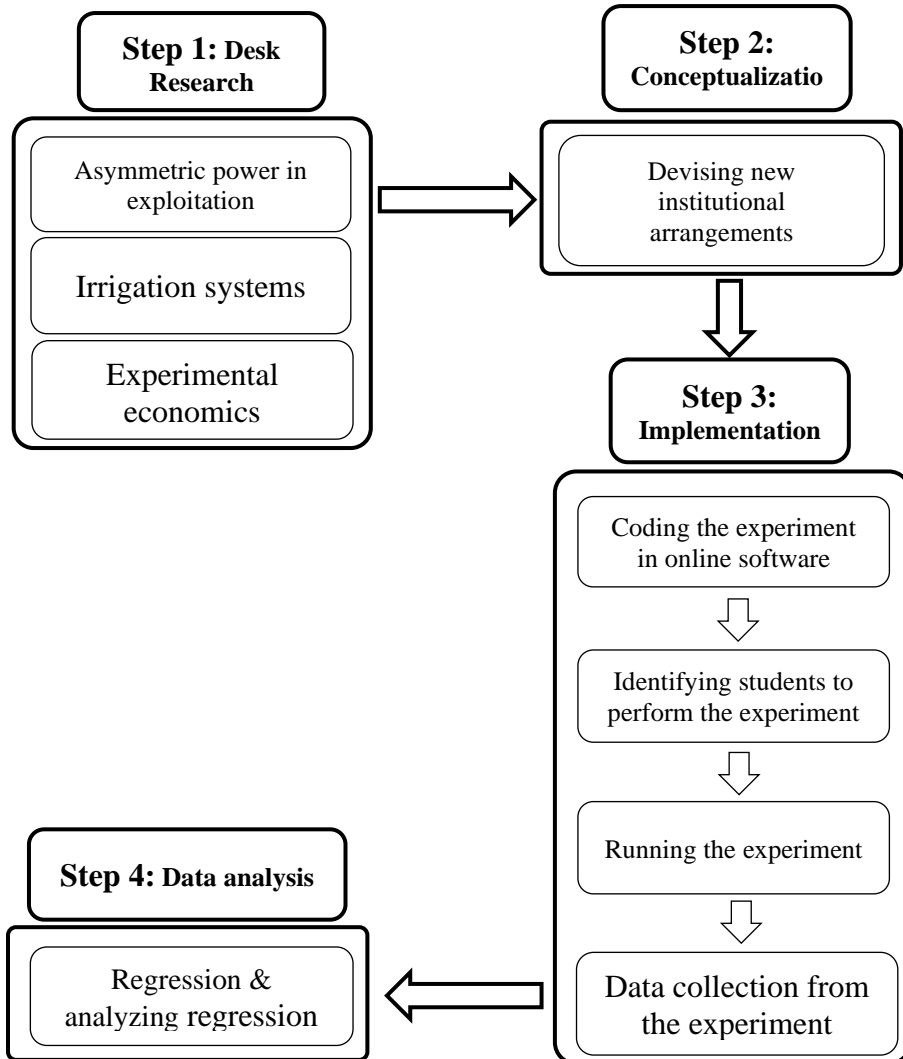 Step 1: Desk
Research
Asymmetric power in
exploitation
Irrigation systems
Experimental
economics
Step 2:
Conceptualizatio
Devising new
institutional
arrangements
Step 3:
Implementation
Coding the experiment
in online software
Identifying students to
perform the experiment
Running the experiment
Data collection from
the experiment
Step 4: Data analysis
Regression &
analyzing regression